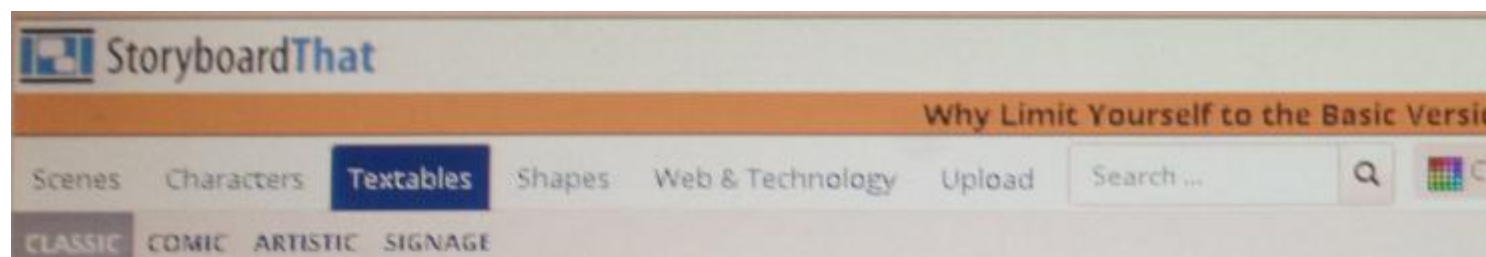 StoryboardThat
Why Limit Yourself to the Basic
Scenes Characters Textables Shapes Web & Technology Upload Search ...
CLASSIC COMIC ARTISTIC SIGNAGE